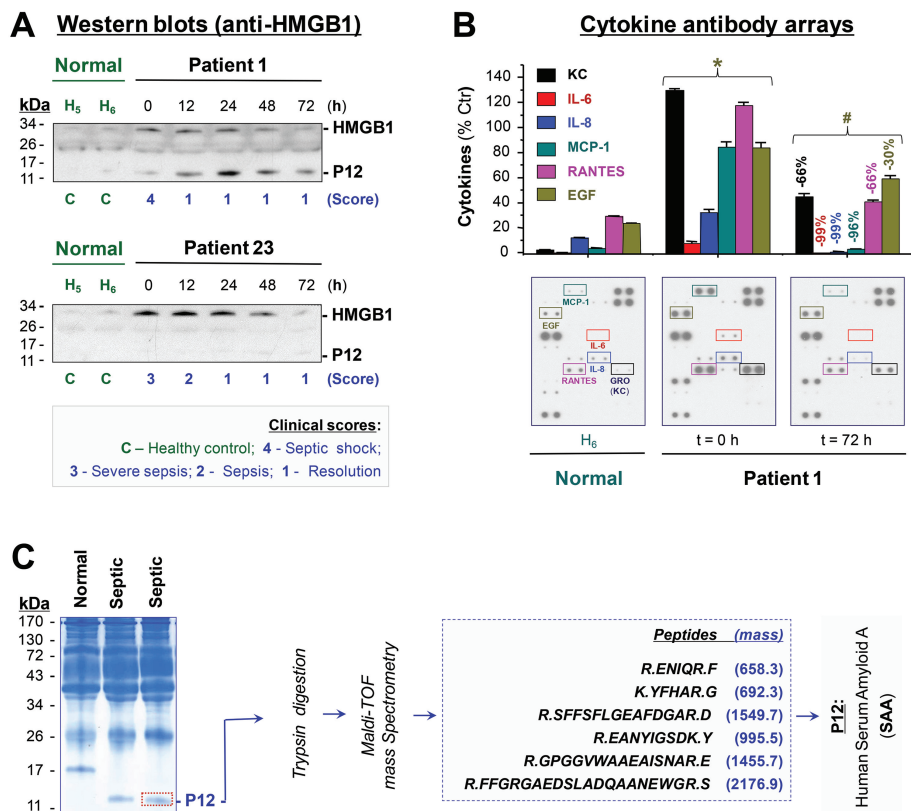 A
Western blots (anti-HMGB1)
Normal
Patient 1
kDa
H5 H6 0 12 24 48 72 (h)
34 -
26 -
17 -
11 -
- HMGB1
- P12
C C 4 1 1 1 1 (Score)
Normal
Patient 23
H5 H6 0 12 24 48 72 (h)
34 -
26 -
17 -
11 -
- HMGB1
- P12
C C 3 2 1 1 1 (Score)
Clinical scores:
C – Healthy control; 4 - Septic shock;
3 - Severe sepsis; 2 - Sepsis; 1 - Resolution
B
Cytokine antibody arrays
Cytokines (% Ctr)
140
120
100
80
60
40
20
0
KC
IL-6
IL-8
MCP-1
RANTES
EGF
*
#
-66%
-99%
-99%
-96%
-66%
-30%
MCP-1
EGF
IL-6
RANTES
IL-8
GRO
(KC)
H6
t = 0 h
t = 72 h
Normal
Patient 1
C
kDa
Normal
Septic
Septic
170 -
130 -
72 -
43 -
34 -
26 -
17 -
11 -
- P12
Trypsin digestion
Maldi-TOF
mass Spectrometry
Peptides (mass)
R.ENIQR.F (658.3)
K.YFHAR.G (692.3)
R.SFFSFLGEAFDGAR.D (1549.7)
R.EANYIGSDK.Y (995.5)
R.GPGGVWAAEAISNAR.E (1455.7)
R.FFGRGAEDSLADQAANEWGR.S (2176.9)
P12:
Human Serum Amyloid A
(SAA)